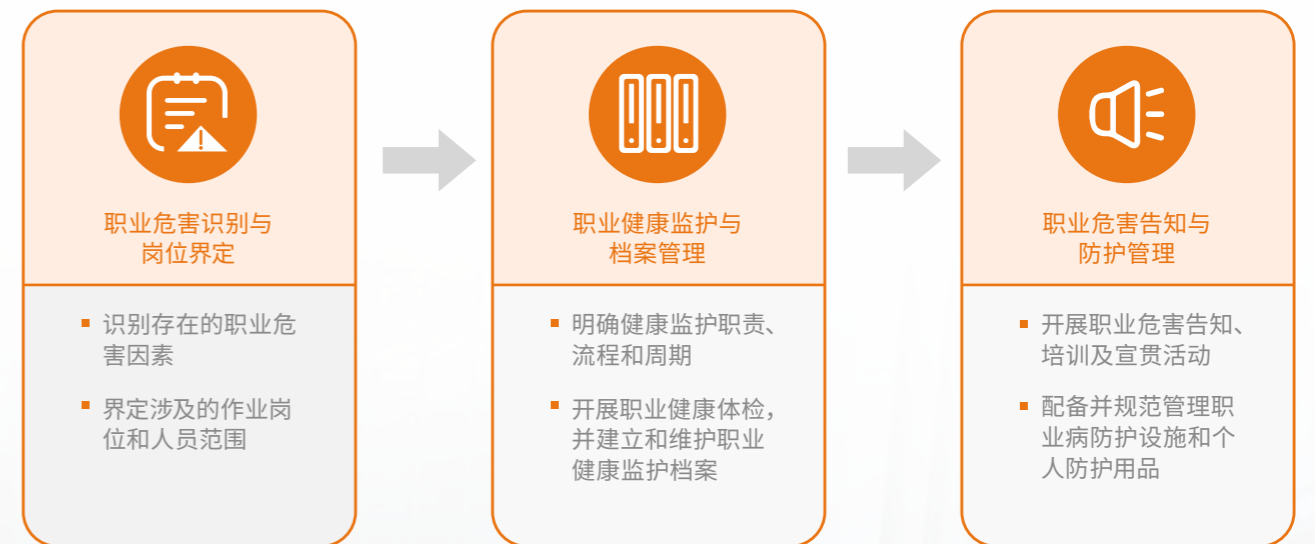 职业危害识别与
岗位界定
识别存在的职业危
害因素
界定涉及的作业岗
位和人员范围
职业健康监护与
档案管理
明确健康监护职责、
流程和周期
开展职业健康体检，
并建立和维护职业
健康监护档案
职业危害告知与
防护管理
开展职业危害告知、
培训及宣贯活动
配备并规范管理职
业病防护设施和个
人防护用品